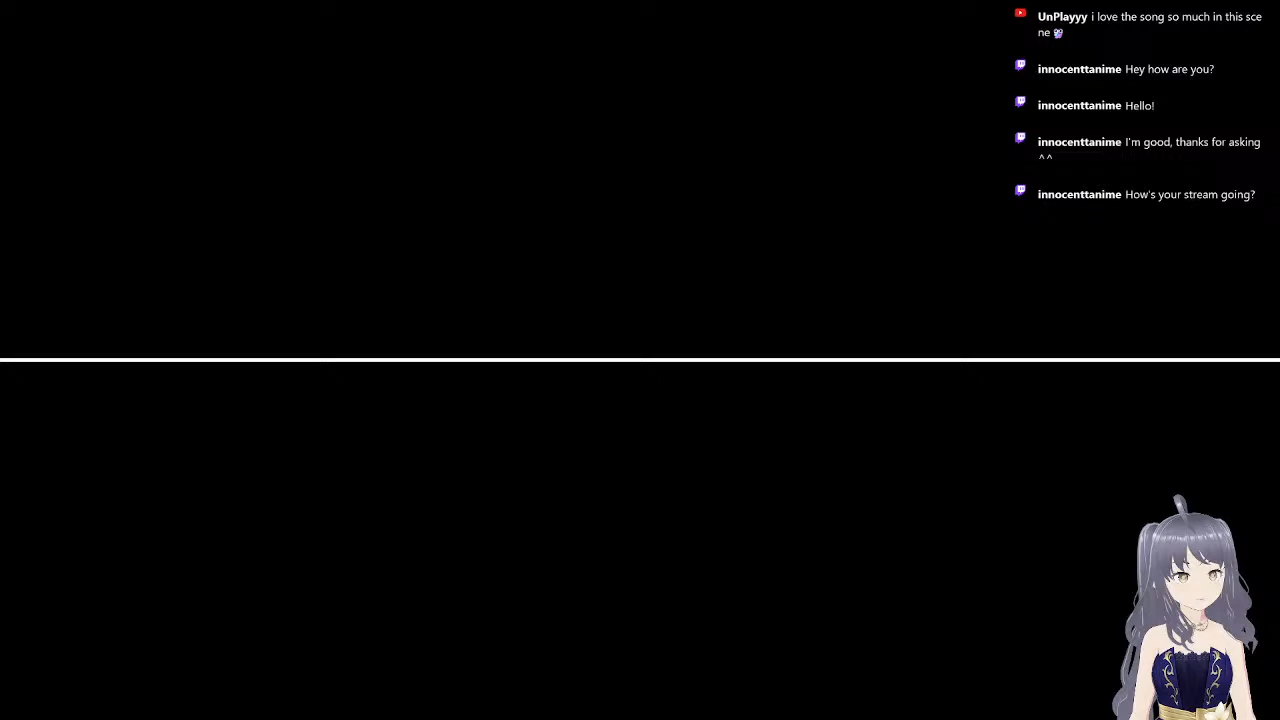 UnPlayyy i love the song so much in this sce
ne
innocenttanime Hey how are you?
innocenttanime Hello!
innocenttanime I'm good, thanks for asking
^^
innocenttanime How's your stream going?